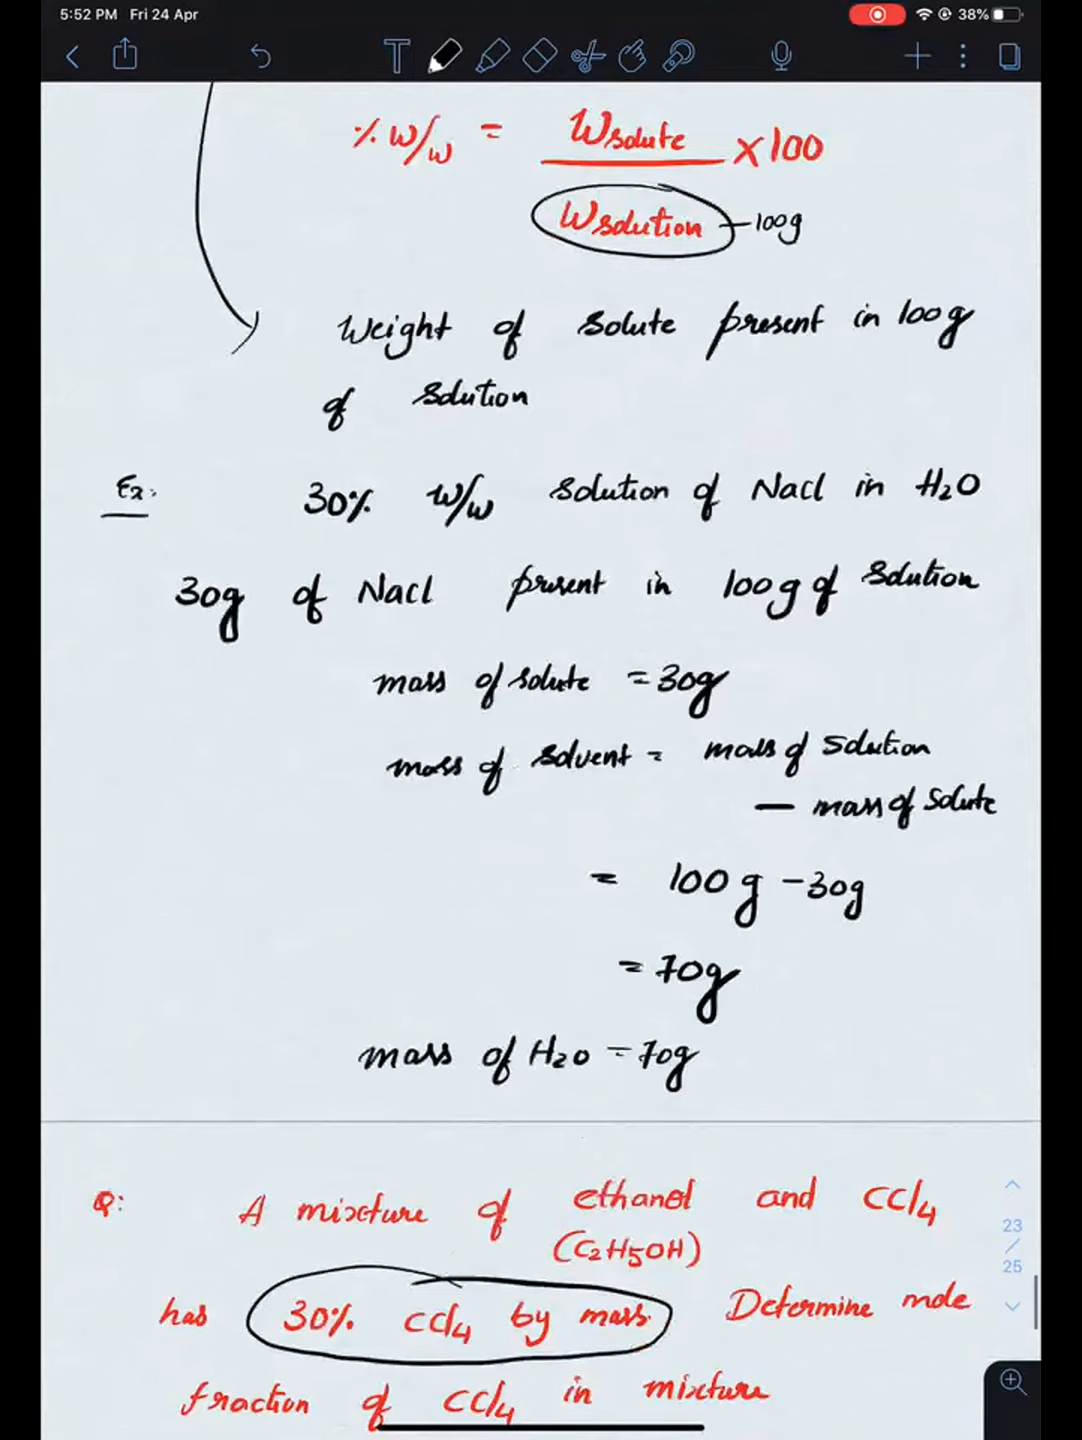 5:52 PM Fri 24 Apr
38%
T
% w/w = Wsolute × 100
Wsolution - 100g
Weight of solute present in 100g
of solution
Ex:
30% w/w solution of Nacl in H2O
30g of Nacl present in 100g of solution
mass of solute = 30g
mass of solvent = mass of solution
- mass of solute
= 100g - 30g
= 70g
mass of H2O = 70g
Q: A mixture of ethanol and CCl4
(C2H5OH)
has 30% CCl4 by mass. Determine mole
fraction of CCl4 in mixture
23
/
25